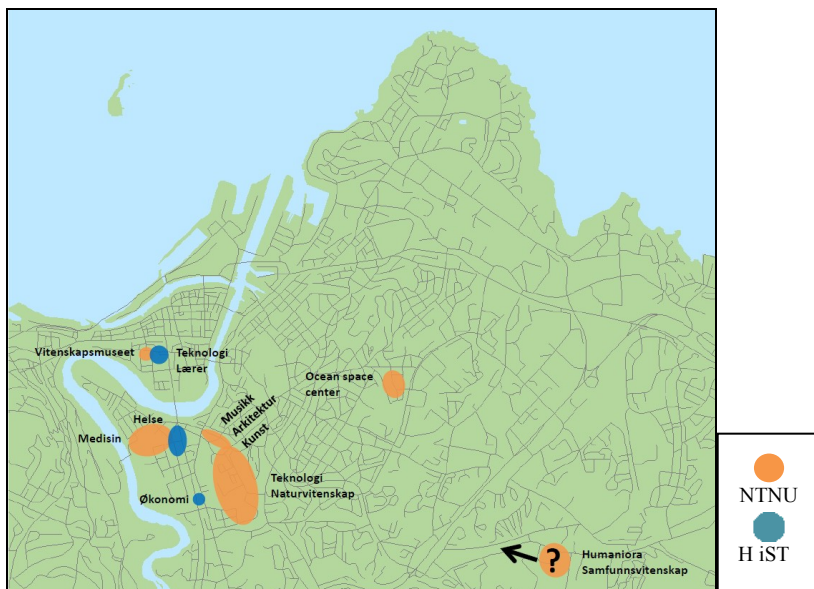 Vitenskapsmuseet
Teknologi
Lærer
Ocean space
center
Musikk
Arkitektur
Kunst
Helse
Medisin
Teknologi
Naturvitenskap
Økonomi
?
Humaniora
Samfunnsvitenskap
NTNU
H iST